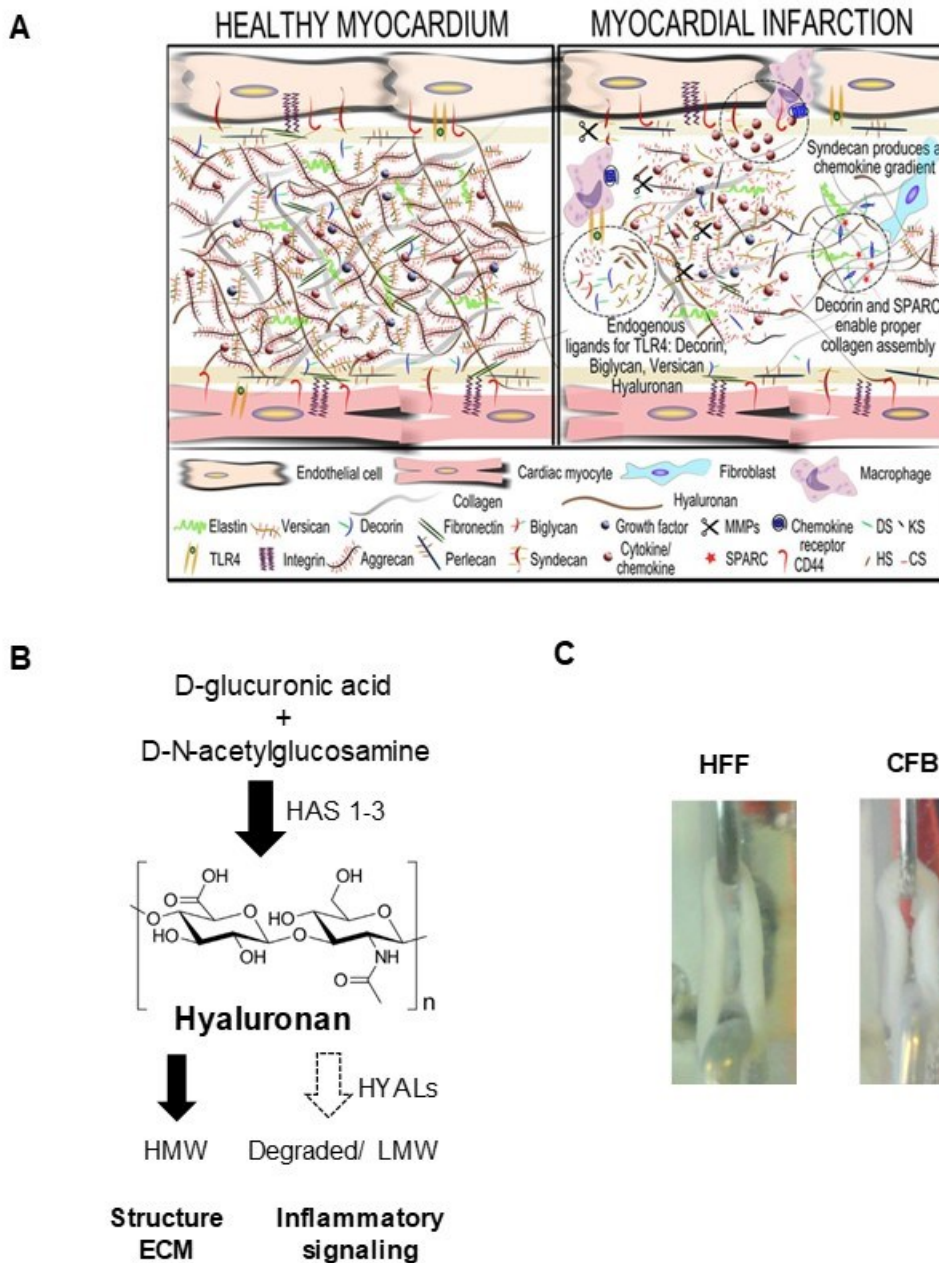 A
HEALTHY MYOCARDIUM
MYOCARDIAL INFARCTION
Syndecan produces a
chemokine gradient
Decorin and SPARC
enable proper
collagen assembly
Endogenous
ligands for TLR4: Decorin,
Biglycan, Versican
Hyaluronan
Endothelial cell
Cardiac myocyte
Fibroblast
Macrophage
Collagen
Hyaluronan
Elastin
Versican
Decorin
Fibronectin
Biglycan
Growth factor
MMPs
Chemokine
receptor
DS
KS
TLR4
Integrin
Aggrecan
Perlecan
Syndecan
Cytokine/
chemokine
SPARC
CD44
HS
CS
B
D-glucuronic acid
+
D-N-acetylglucosamine
HAS 1-3
OH
O
O
HO
HO
OH
O
OH
HO
O
O
NH
O
n
Hyaluronan
HYALs
HMW
Degraded/ LMW
Structure
ECM
Inflammatory
signaling
C
HFF
CFB